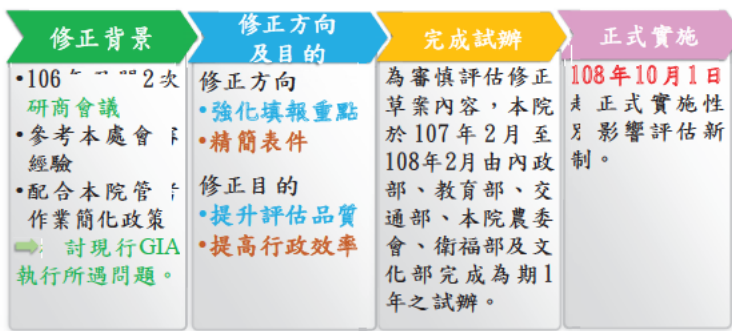 修正背景
•106年 2次
研商會議
•參考本處會
經驗
•配合本院管
作業簡化政策
討現行GIA
執行所遇問題。
修正方向
及目的
修正方向
•強化填報重點
•精簡表件
修正目的
•提升評估品質
•提高行政效率
完成試辦
為審慎評估修正
草案內容，本院
於107年2月至
108年2月由內政
部、教育部、交
通部、本院農委
會、衛福部及文
化部完成為期1
年之試辦。
正式實施
108年10月1日
正式實施性
影響評估新
制。